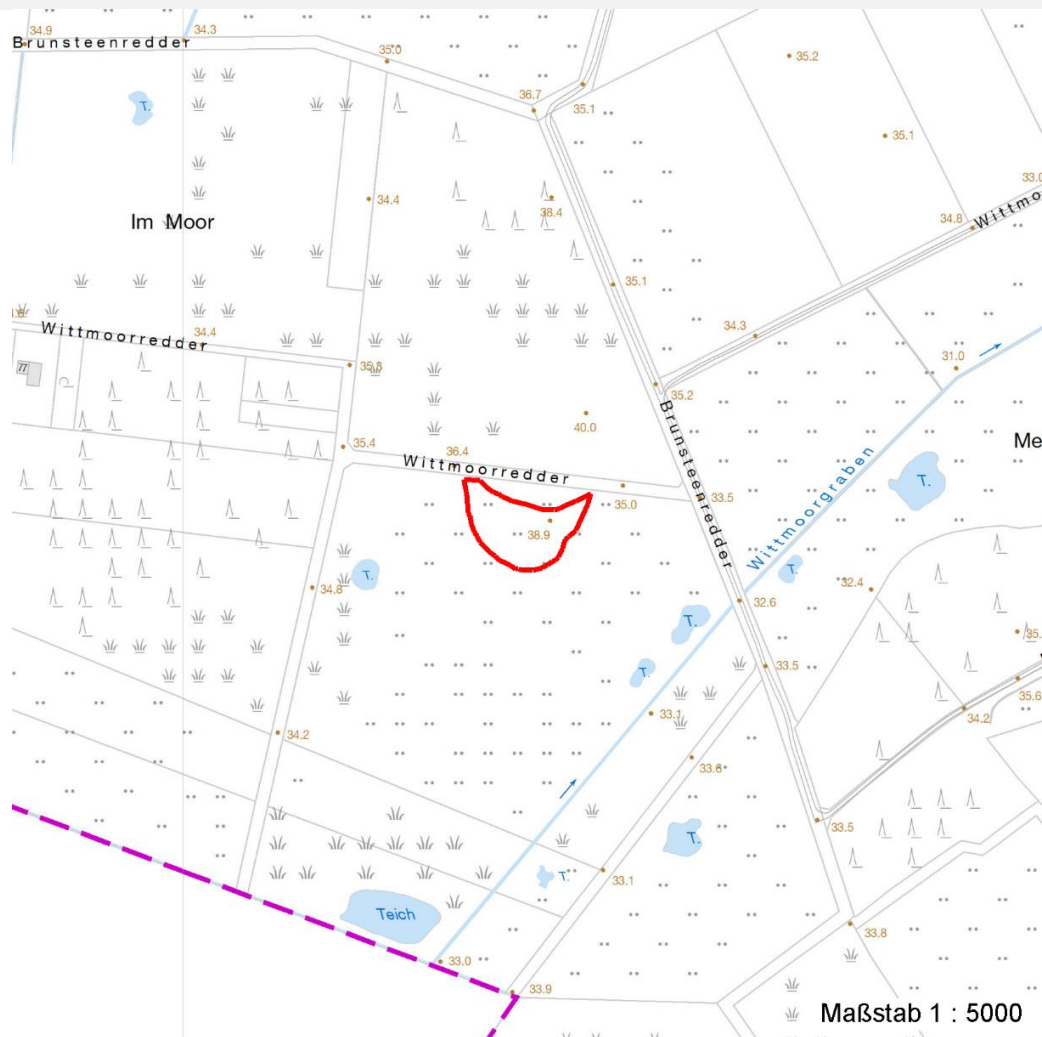 34.9
34.3
Brunsteenredder
35.0
35.2
36.7
35.1
T.
35.1
33.0
34.4
38.4
34.8
Wittmo
Im Moor
35.1
34.3
Wittmoorredder
34.4
31.0
77
35.2
40.0
Brunsteenredder
35.4
36.4
Wittmoorredder
Me
35.0
33.5
T.
38.9
Wittmoorgraben
T.
T.
34.8
32.4
32.6
T.
T.
33.5
35.6
33.1
34.2
34.2
33.6
33.5
T.
33.1
T.
Teich
33.8
33.0
33.9
Maßstab 1 : 5000